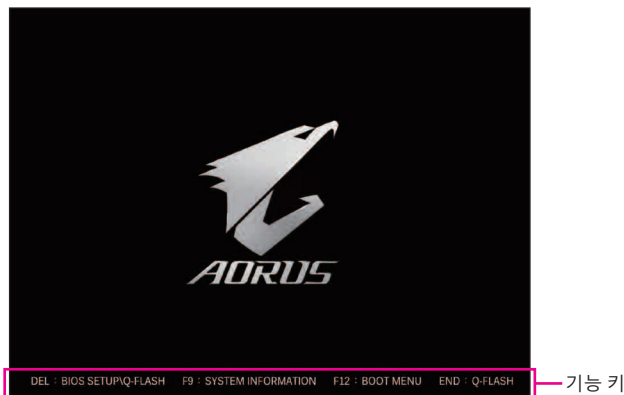 AORUS
DEL : BIOS SETUP\Q-FLASH F9 : SYSTEM INFORMATION F12 : BOOT MENU END : Q-FLASH
기능 키